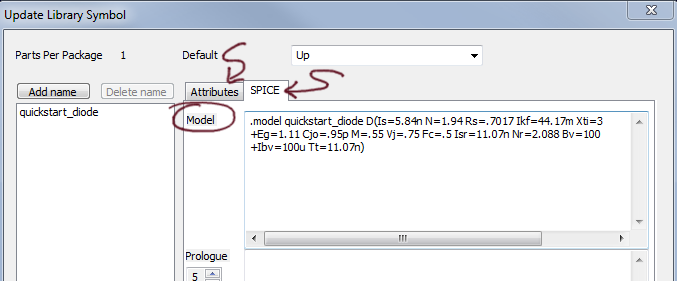 Update Library Symbol
Parts Per Package 1 Default Up
Add name Delete name Attributes SPICE
quickstart_diode
Model
.model quickstart_diode D(Is=5.84n N=1.94 Rs=.7017 Ikf=44.17m Xti=3
+Eg=1.11 Cjo=.95p M=.55 Vj=.75 Fc=.5 Isr=11.07n Nr=2.088 Bv=100
+Ibv=100u Tt=11.07n)
Prologue
5